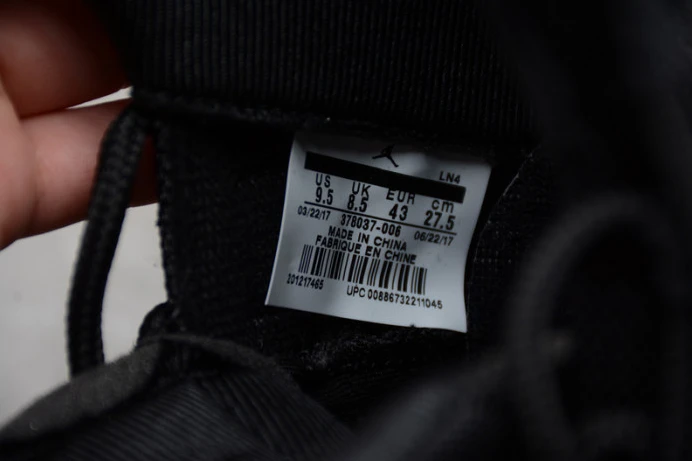 LN4
US UK EUR cm
9.5 8.5 43 27.5
03/22/17 378037-006 06/22/17
MADE IN CHINA
FABRIQUE EN CHINE
201217465 UPC 00886732211045